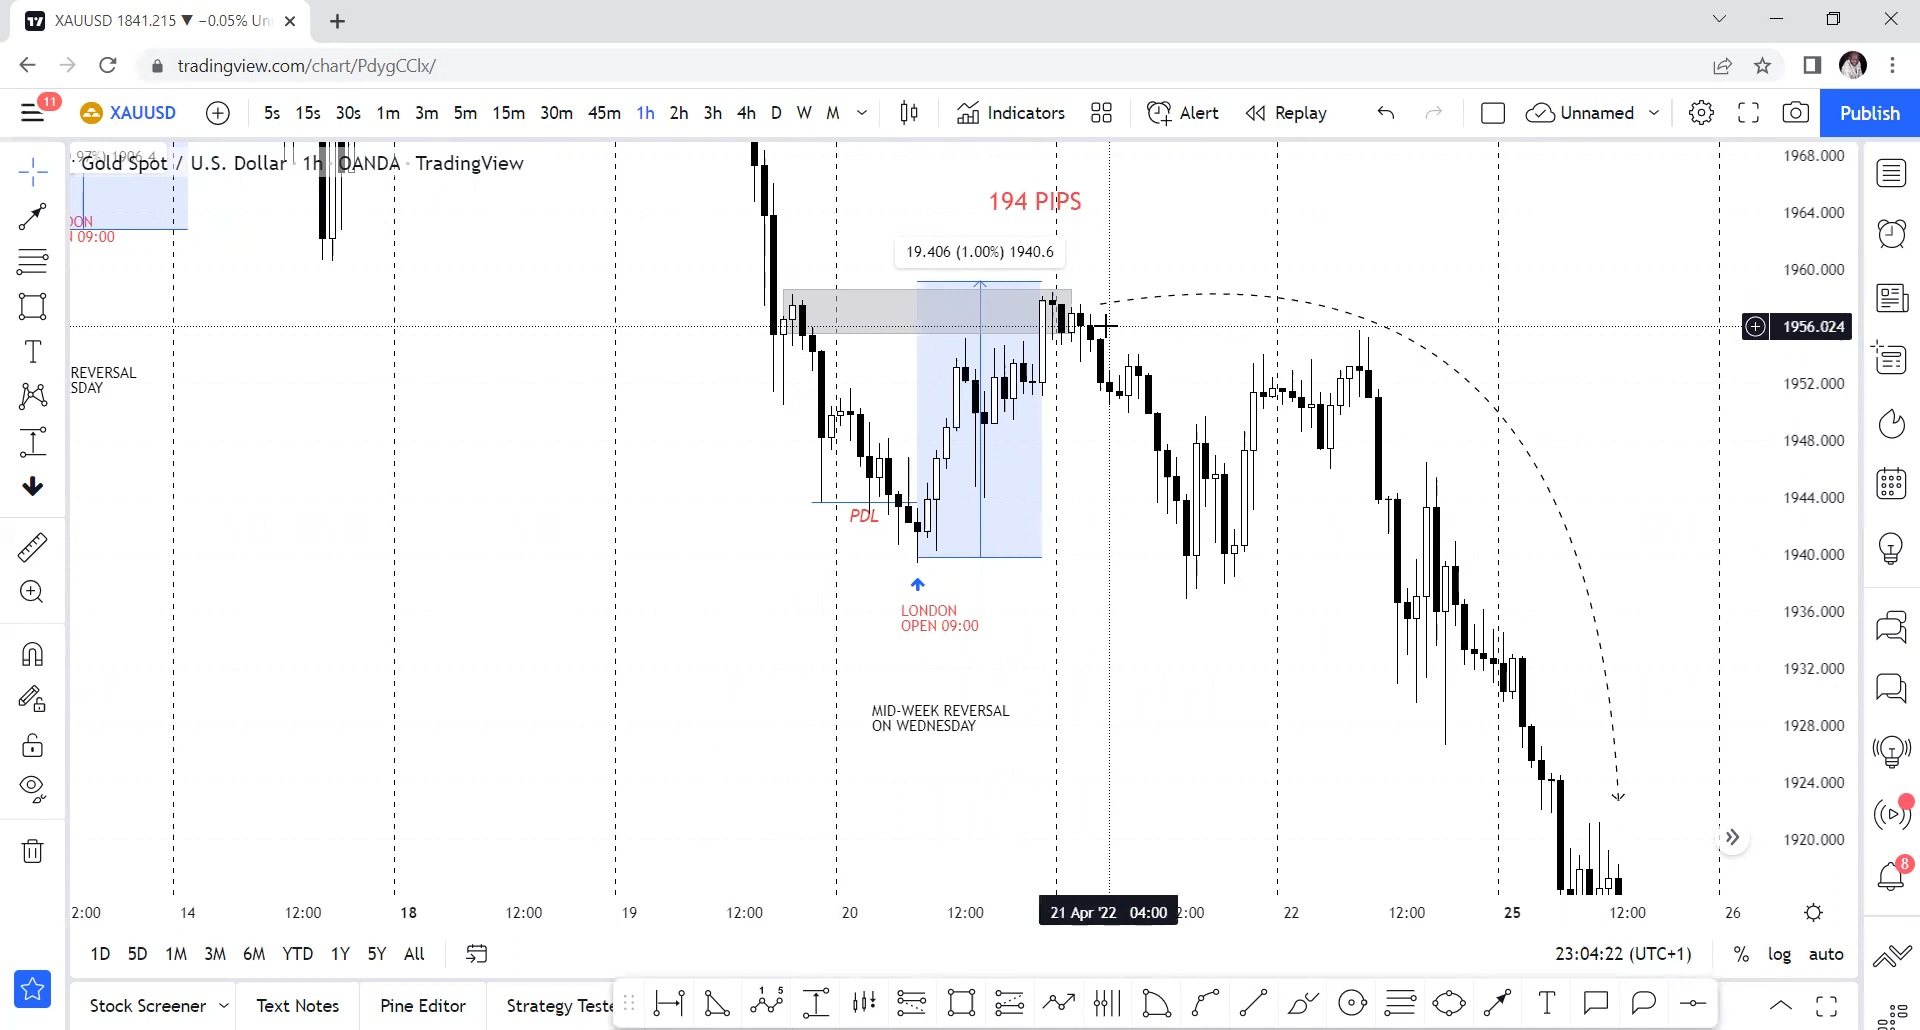 XAUUSD 1841.215 ▼ −0.05% Un
tradingview.com/chart/PdygCClx/
11
XAUUSD
5s 15s 30s 1m 3m 5m 15m 30m 45m 1h 2h 3h 4h D W M
Indicators
Alert
Replay
Unnamed
Publish
Gold Spot / U.S. Dollar · 1h · OANDA · TradingView
N 09:00
REVERSAL
SDAY
194 PIPS
19.406 (1.00%) 1940.6
PDL
LONDON
OPEN 09:00
MID-WEEK REVERSAL
ON WEDNESDAY
1968.000
1964.000
1960.000
1956.024
1952.000
1948.000
1944.000
1940.000
1936.000
1932.000
1928.000
1924.000
1920.000
8
2:00 14 12:00 18 12:00 19 12:00 20 12:00 21 Apr '22 04:00 2:00 22 12:00 25 12:00 26
1D 5D 1M 3M 6M YTD 1Y 5Y All
23:04:22 (UTC+1) % log auto
Stock Screener Text Notes Pine Editor Strategy Teste
1 5
T